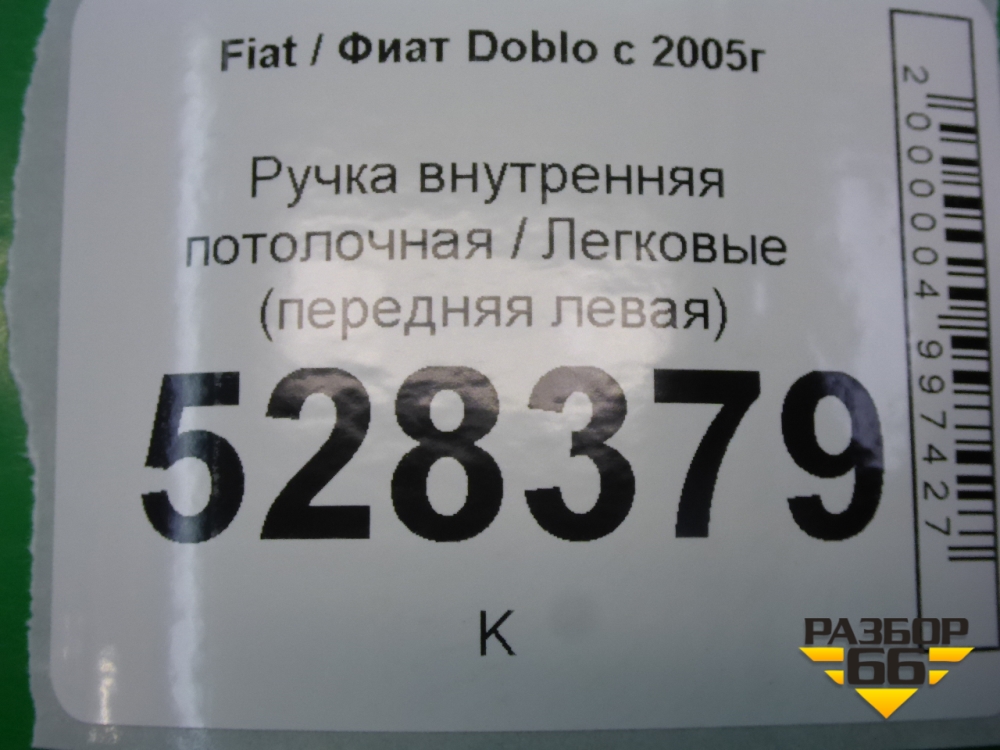 Fiat / Фиат Doblo с 2005г
Ручка внутренняя
потолочная / Легковые
(передняя левая)
528379
К
2000004997427
РАЗБОР
66